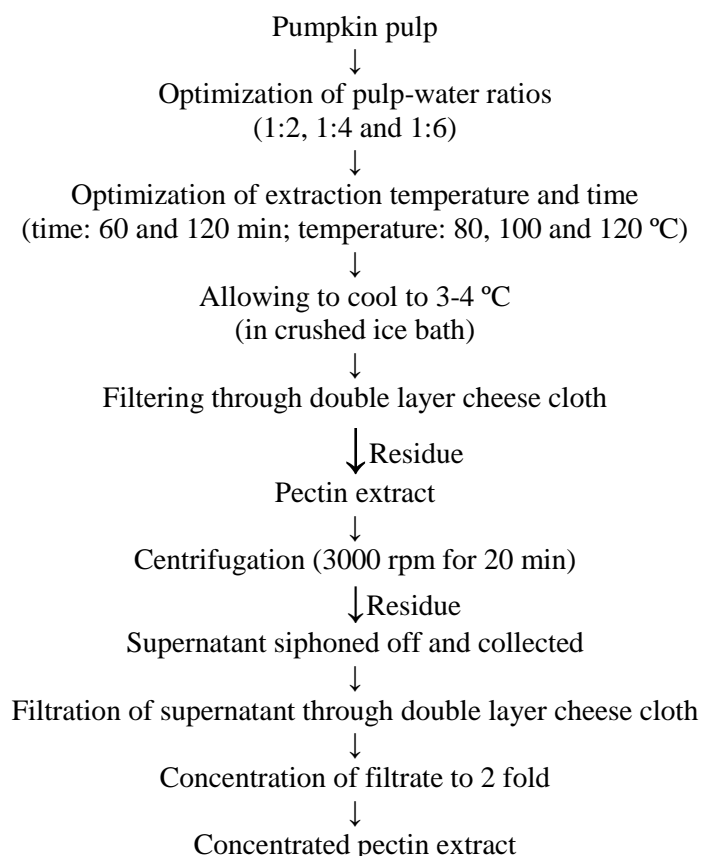 Pumpkin pulp
↓
Optimization of pulp-water ratios
(1:2, 1:4 and 1:6)
↓
Optimization of extraction temperature and time
(time: 60 and 120 min; temperature: 80, 100 and 120 ºC)
↓
Allowing to cool to 3-4 ºC
(in crushed ice bath)
↓
Filtering through double layer cheese cloth
↓ Residue
Pectin extract
↓
Centrifugation (3000 rpm for 20 min)
↓ Residue
Supernatant siphoned off and collected
↓
Filtration of supernatant through double layer cheese cloth
↓
Concentration of filtrate to 2 fold
↓
Concentrated pectin extract